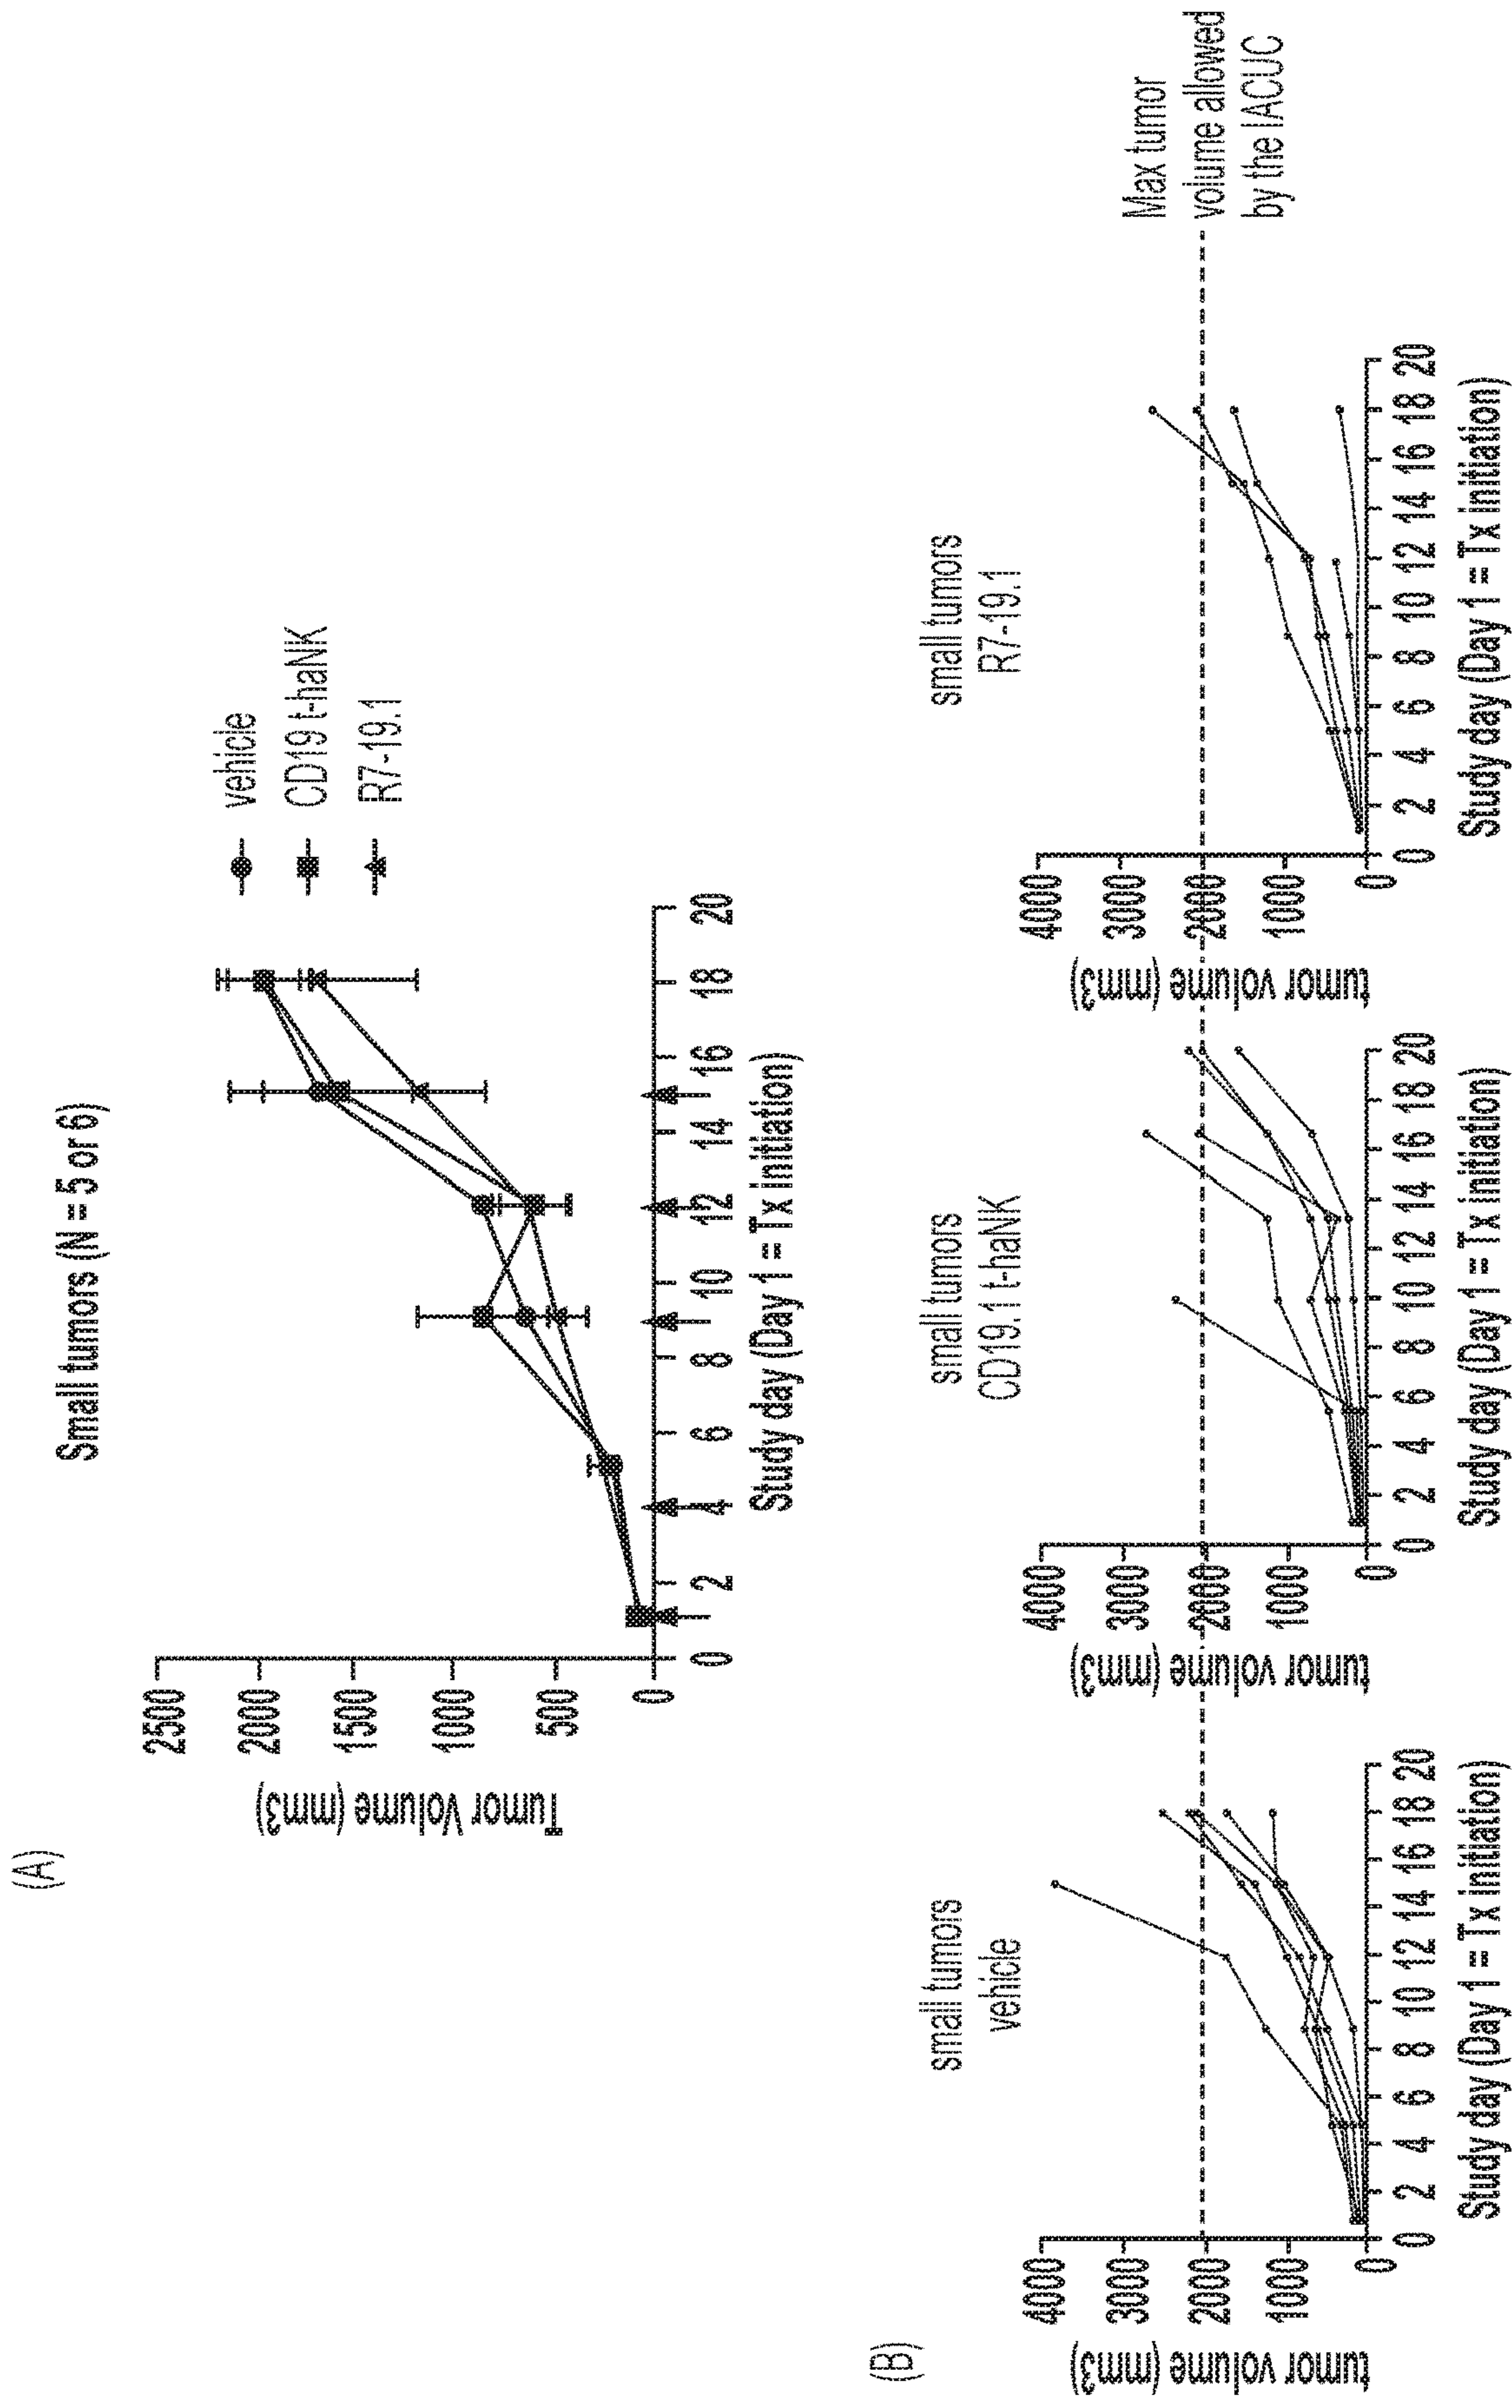 (A)
Small tumors (N = 5 or 6)
Tumor Volume (mm3)
2500
2000
1500
1000
500
0
0 2 4 6 8 10 12 14 16 18 20
Study day (Day 1 = Tx initiation)
vehicle
CD19 t-haNK
R7-19.1
(B)
small tumors
vehicle
tumor volume (mm3)
4000
3000
2000
1000
0
0 2 4 6 8 10 12 14 16 18 20
Study day (Day 1 = Tx initiation)
small tumors
CD19.1 t-haNK
tumor volume (mm3)
4000
3000
2000
1000
0
0 2 4 6 8 10 12 14 16 18 20
Study day (Day 1 = Tx initiation)
small tumors
R7-19.1
tumor volume (mm3)
4000
3000
2000
1000
0
0 2 4 6 8 10 12 14 16 18 20
Study day (Day 1 = Tx initiation)
Max tumor
volume allowed
by the IACUC